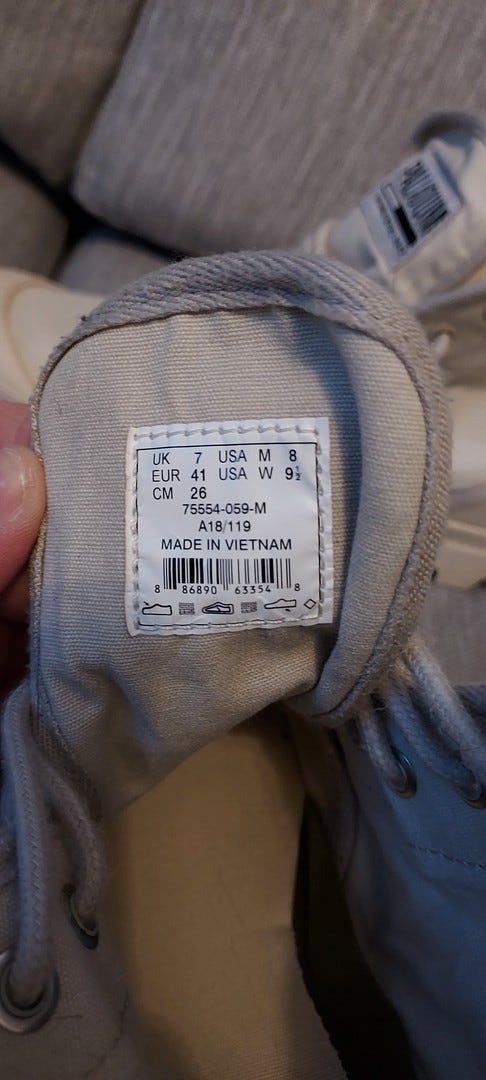 PALLADIUM
UK 7 USA M 8
EUR 41 USA W 9½
CM 26
75554-059-M
A18/119
MADE IN VIETNAM
8 86890 63354 8